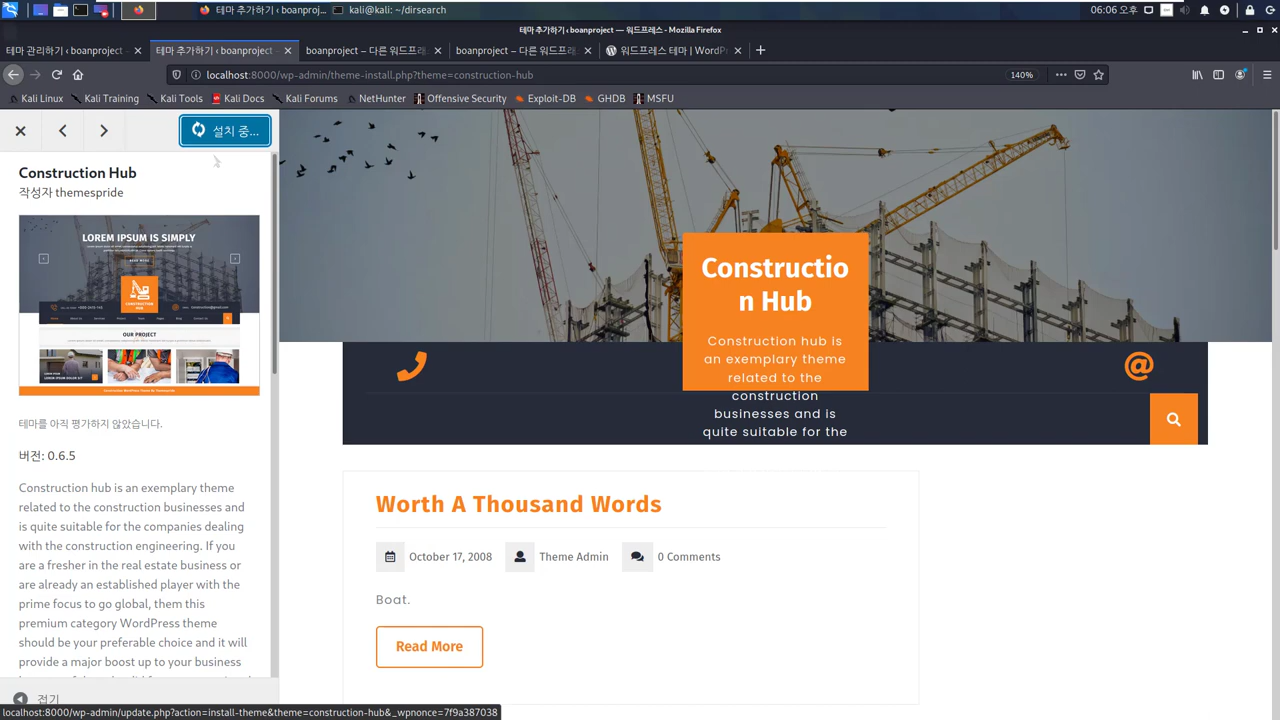 테마 추가하기 ‹ boanproj…
kali@kali: ~/dirsearch
06:06 오후
테마 추가하기 ‹ boanproject — 워드프레스 - Mozilla Firefox
테마 관리하기 ‹ boanproject -
테마 추가하기 ‹ boanproject
boanproject – 다른 워드프레
boanproject – 다른 워드프레
워드프레스 테마 | WordP
localhost:8000/wp-admin/theme-install.php?theme=construction-hub
140%
Kali Linux
Kali Training
Kali Tools
Kali Docs
Kali Forums
NetHunter
Offensive Security
Exploit-DB
GHDB
MSFU
설치 중...
Construction Hub
작성자 themespride
LOREM IPSUM IS SIMPLY
READ MORE
CONSTRUCTION
HUB
OUR PROJECT
테마를 아직 평가하지 않았습니다.
버전: 0.6.5
Construction hub is an exemplary theme
related to the construction businesses and
is quite suitable for the companies dealing
with the construction engineering. If you
are a fresher in the real estate business or
are already an established player with the
prime focus to go global, them this
premium category WordPress theme
should be your preferable choice and it will
provide a major boost up to your business
접기
localhost:8000/wp-admin/update.php?action=install-theme&theme=construction-hub&_wpnonce=7f9a387038
Constructio
n Hub
Construction hub is
an exemplary theme
related to the
construction
businesses and is
quite suitable for the
Worth A Thousand Words
October 17, 2008
Theme Admin
0 Comments
Boat.
Read More